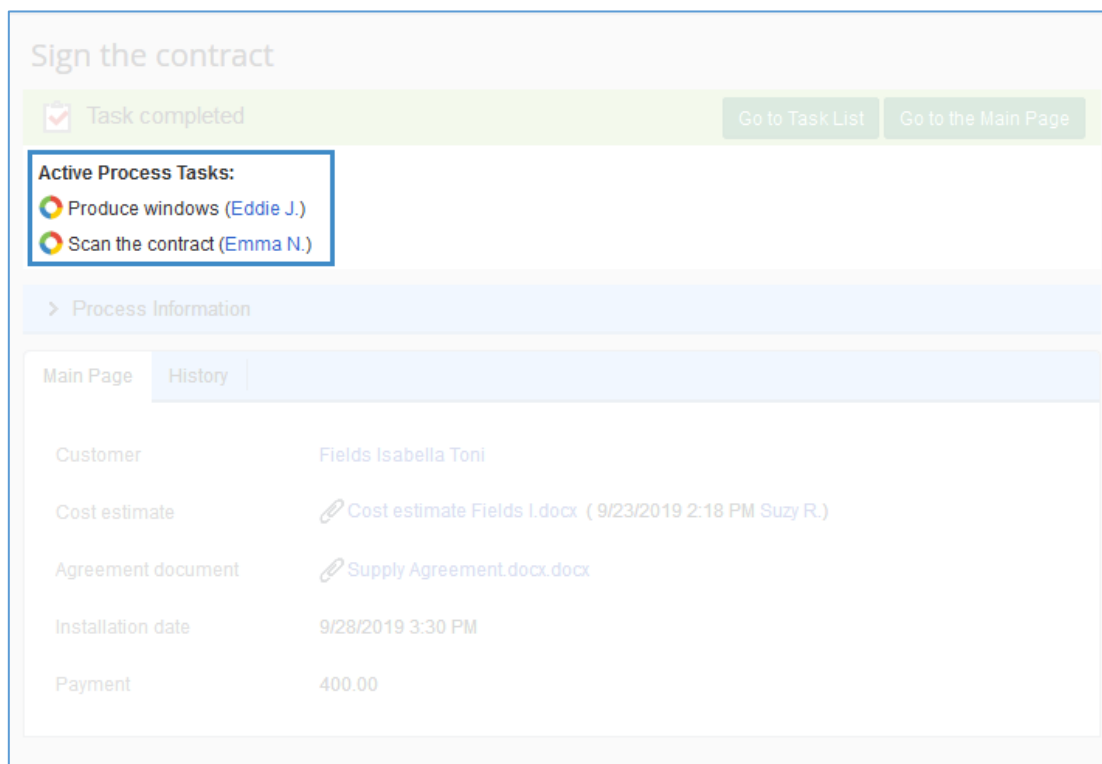 Sign the contract
Task completed
Go to Task List
Go to the Main Page
Active Process Tasks:
Produce windows (Eddie J.)
Scan the contract (Emma N.)
Process Information
Main Page
History
Customer
Fields Isabella Toni
Cost estimate
Cost estimate Fields I.docx ( 9/23/2019 2:18 PM Suzy R.)
Agreement document
Supply Agreement.docx.docx
Installation date
9/28/2019 3:30 PM
Payment
400.00